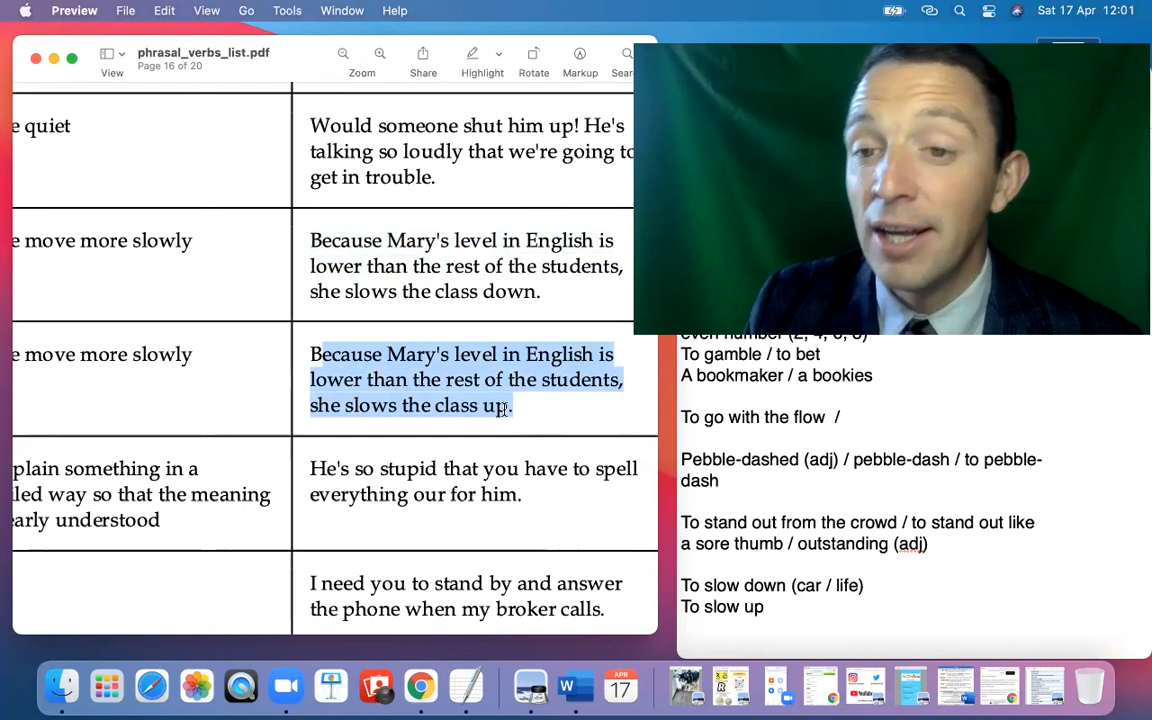 Preview File Edit View Go Tools Window Help
Sat 17 Apr 12:01
phrasal_verbs_list.pdf
Page 16 of 20
View
Zoom
Share
Highlight
Rotate
Markup
Sear
e quiet
Would someone shut him up! He's
talking so loudly that we're going to
get in trouble.
e move more slowly
Because Mary's level in English is
lower than the rest of the students,
she slows the class down.
e move more slowly
Because Mary's level in English is
lower than the rest of the students,
she slows the class up.
plain something in a
iled way so that the meaning
early understood
He's so stupid that you have to spell
everything our for him.
I need you to stand by and answer
the phone when my broker calls.
To gamble / to bet
A bookmaker / a bookies
To go with the flow /
Pebble-dashed (adj) / pebble-dash / to pebble-
dash
To stand out from the crowd / to stand out like
a sore thumb / outstanding (adj)
To slow down (car / life)
To slow up
APR
17